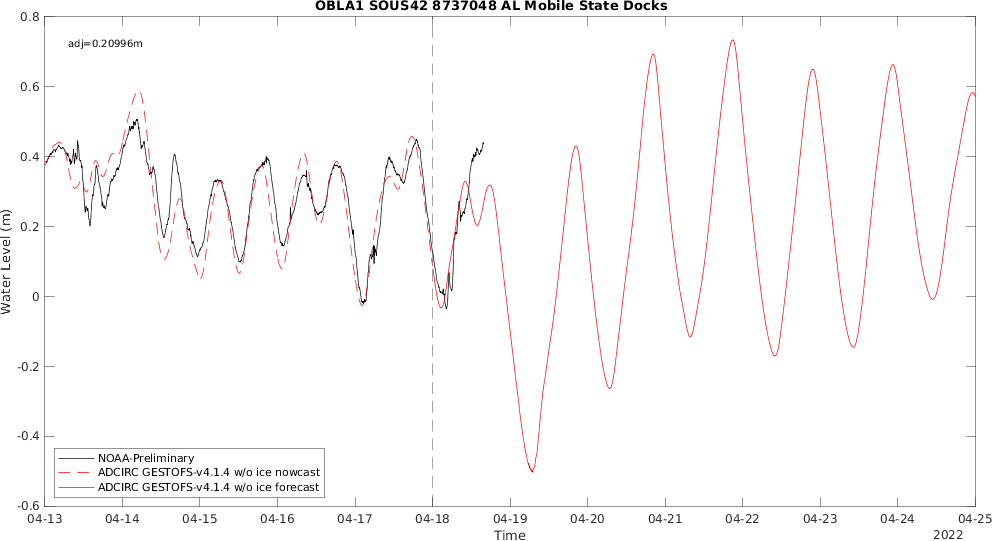 OBLA1 SOUS42 8737048 AL Mobile State Docks
adj=0.20996m
Water Level (m)
0.8
0.6
0.4
0.2
0
-0.2
-0.4
-0.6
NOAA-Preliminary
ADCIRC GESTOFS-v4.1.4 w/o ice nowcast
ADCIRC GESTOFS-v4.1.4 w/o ice forecast
04-13 04-14 04-15 04-16 04-17 04-18 04-19 04-20 04-21 04-22 04-23 04-24 04-25
Time
2022